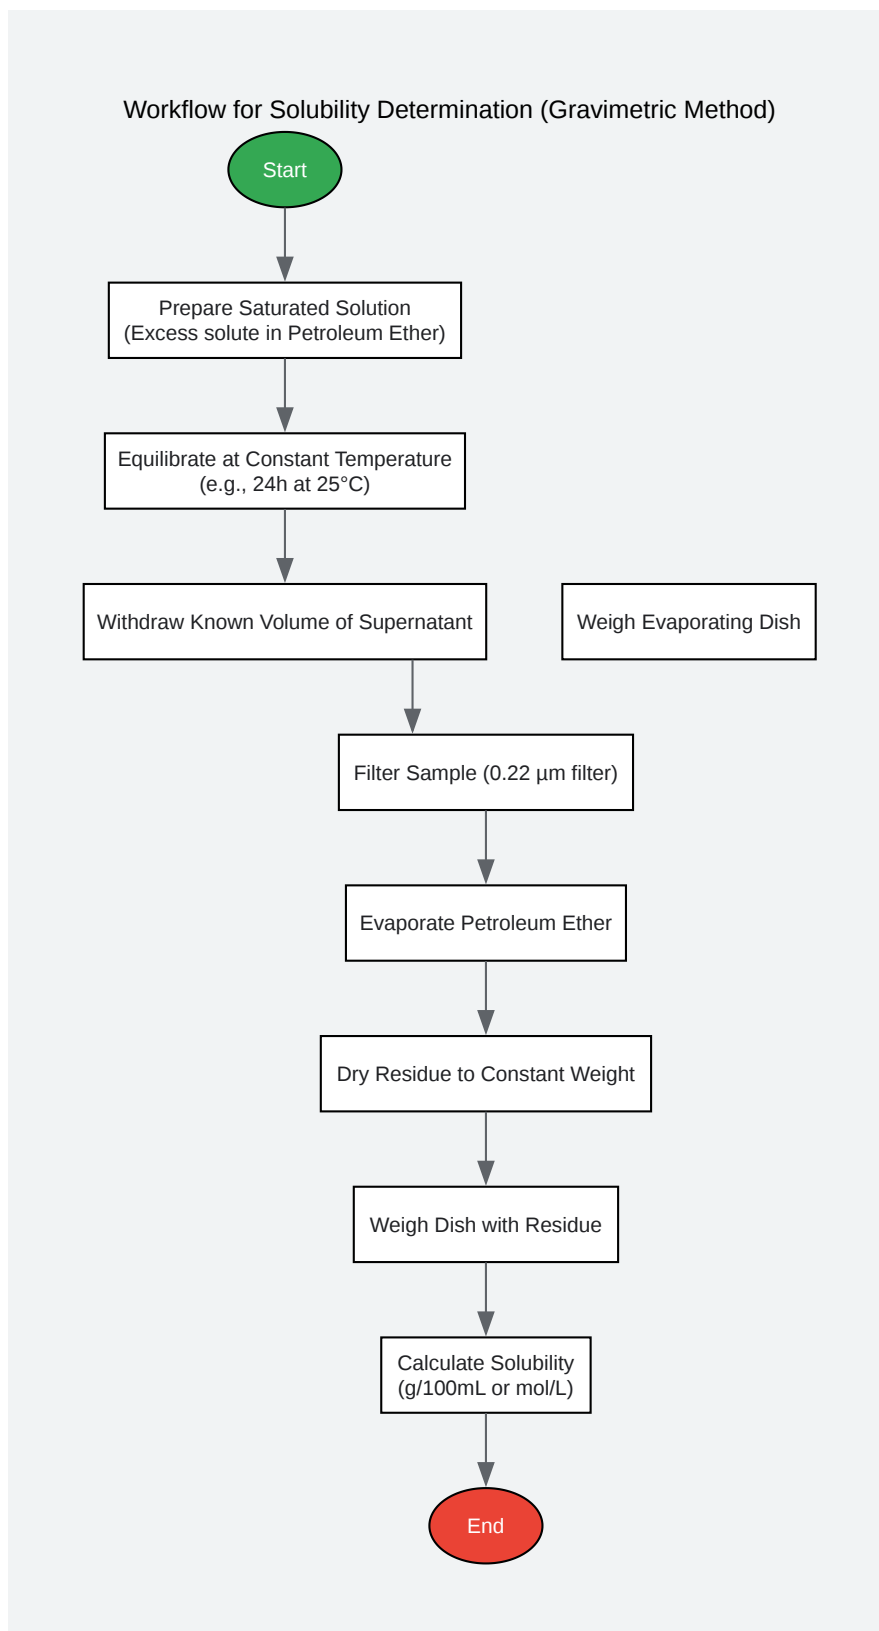 Workflow for Solubility Determination (Gravimetric Method)
Start
Prepare Saturated Solution
(Excess solute in Petroleum Ether)
Equilibrate at Constant Temperature
(e.g., 24h at 25°C)
Withdraw Known Volume of Supernatant
Weigh Evaporating Dish
Filter Sample (0.22 µm filter)
Evaporate Petroleum Ether
Dry Residue to Constant Weight
Weigh Dish with Residue
Calculate Solubility
(g/100mL or mol/L)
End